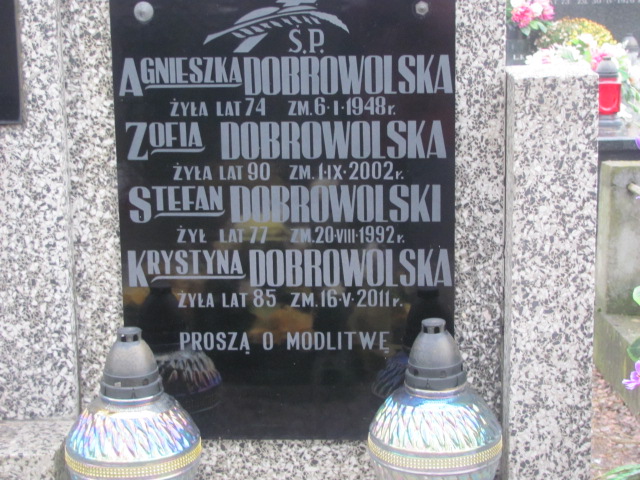 Ś.P.
AGNIESZKA DOBROWOLSKA
ŻYŁA LAT 74 ZM. 6·I·1948 r.
ZOFIA DOBROWOLSKA
ŻYŁA LAT 90 ZM. 1·IX·2002 r.
STEFAN DOBROWOLSKI
ŻYŁ LAT 77 ZM. 20·VIII·1992 r.
KRYSTYNA DOBROWOLSKA
ŻYŁA LAT 85 ZM. 16·V·2011 r.
PROSZĄ O MODLITWĘ